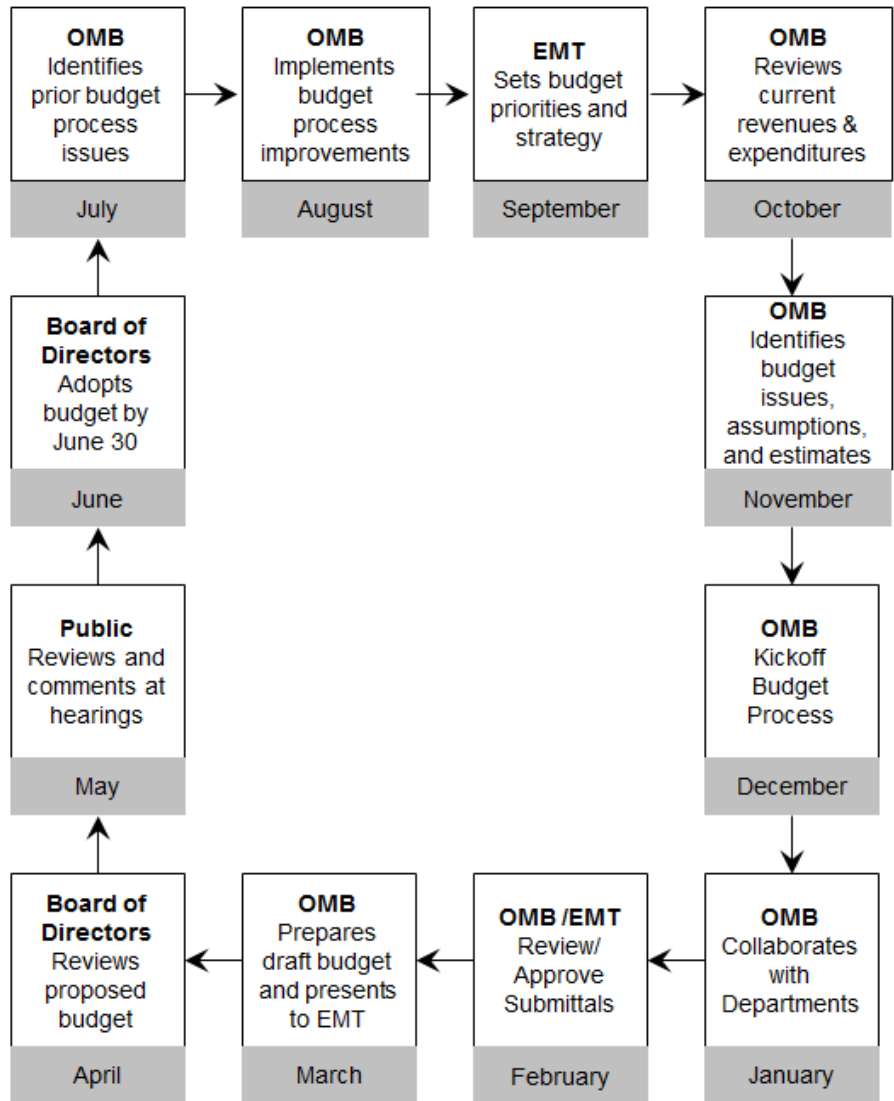 OMB
Identifies
prior budget
process
issues
July
OMB
Implements
budget
process
improvements
August
EMT
Sets budget
priorities and
strategy
September
OMB
Reviews
current
revenues &
expenditures
October
Board of
Directors
Adopts
budget by
June 30
June
OMB
Identifies
budget
issues,
assumptions,
and estimates
November
Public
Reviews and
comments at
hearings
May
OMB
Kickoff
Budget
Process
December
Board of
Directors
Reviews
proposed
budget
April
OMB
Prepares
draft budget
and presents
to EMT
March
OMB /EMT
Review/
Approve
Submittals
February
OMB
Collaborates
with
Departments
January